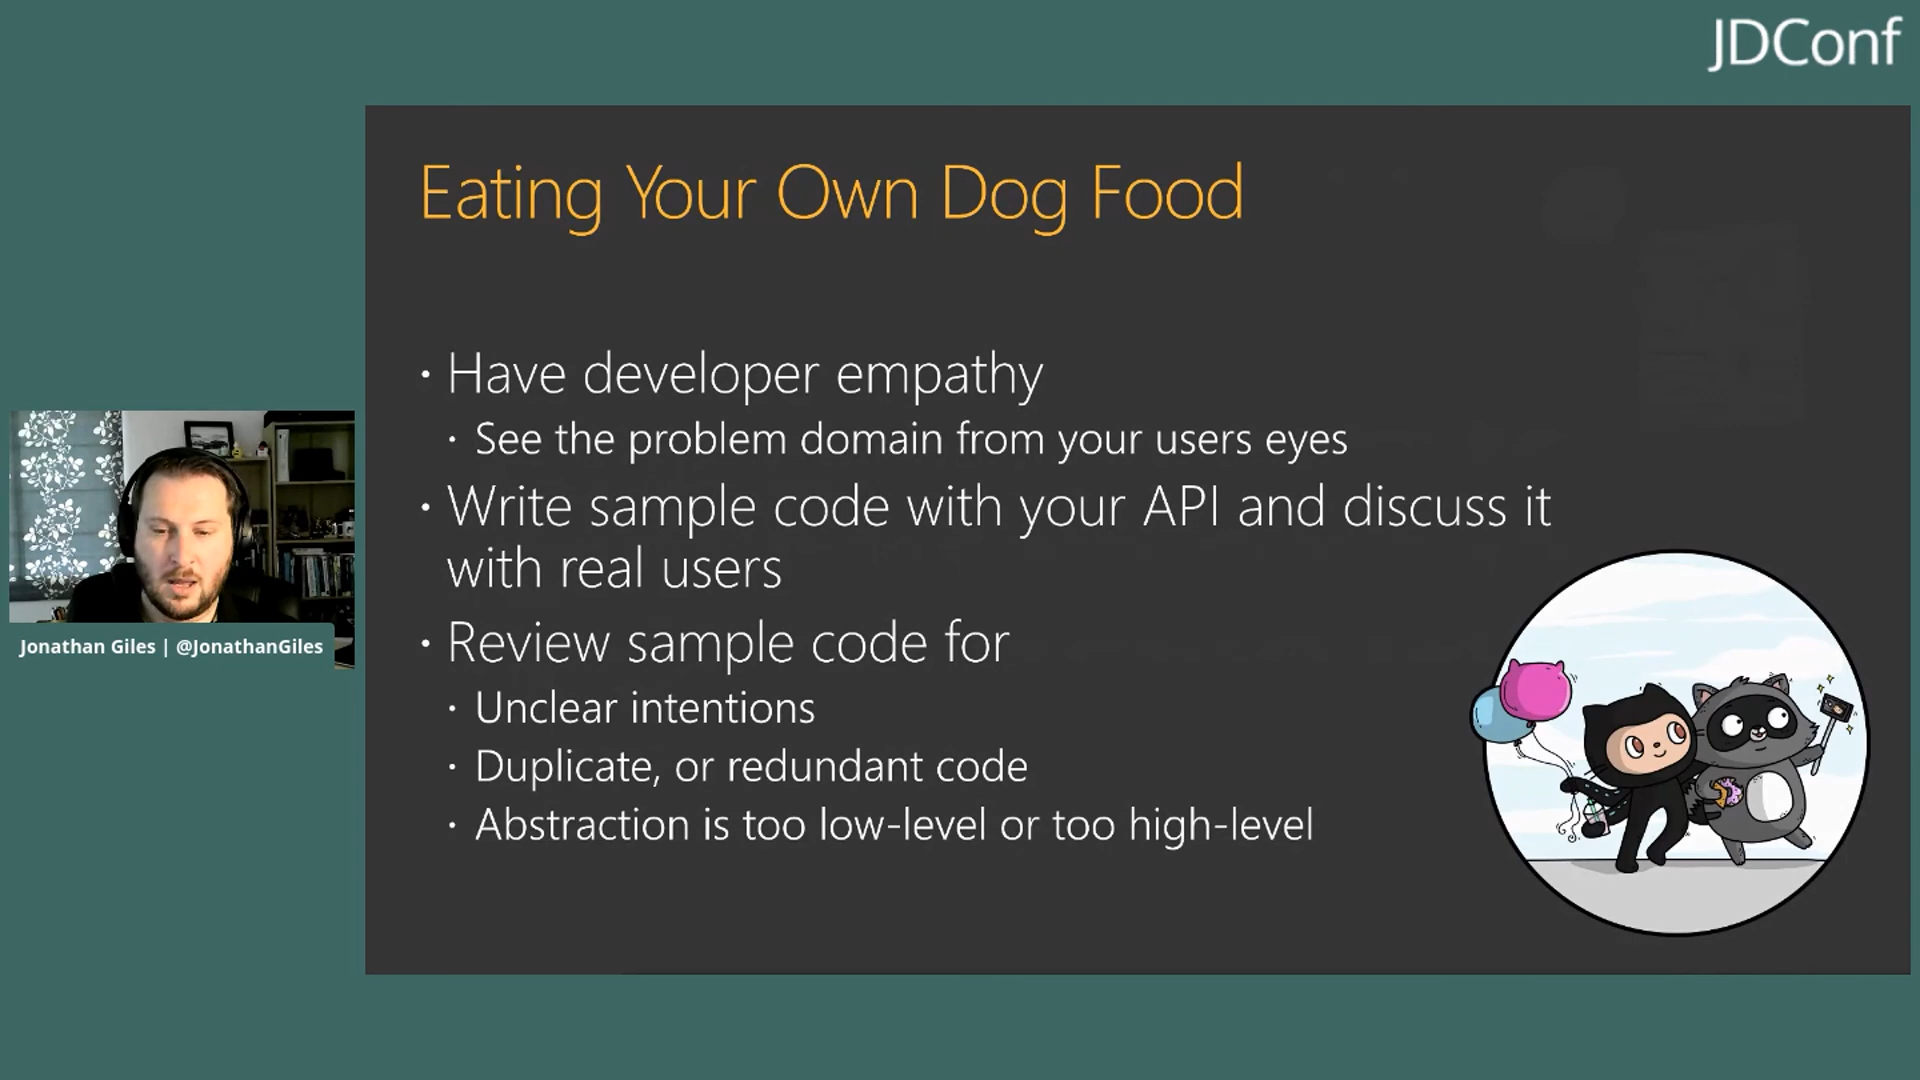 JDConf
Eating Your Own Dog Food
· Have developer empathy
· See the problem domain from your users eyes
· Write sample code with your API and discuss it
with real users
· Review sample code for
· Unclear intentions
· Duplicate, or redundant code
· Abstraction is too low-level or too high-level
Jonathan Giles | @JonathanGiles